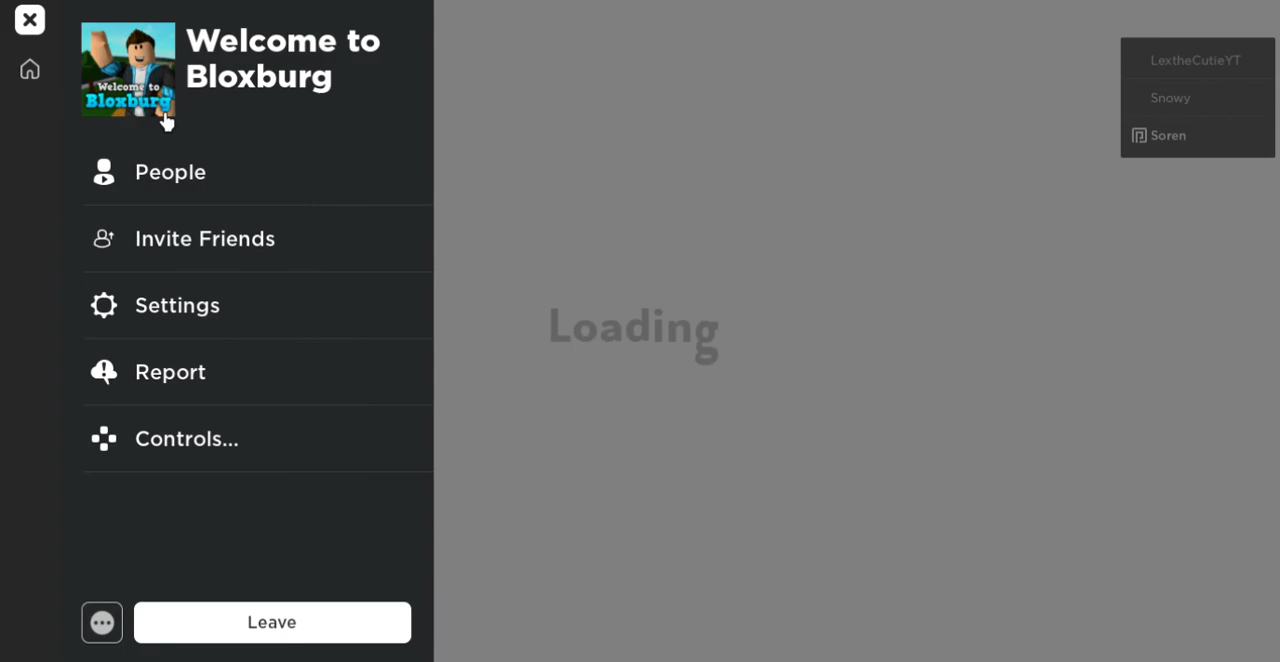 Welcome to
Bloxburg
Welcome to
Bloxburg
People
Invite Friends
Settings
Report
Controls...
Leave
Loading
LextheCutieYT
Snowy
Soren